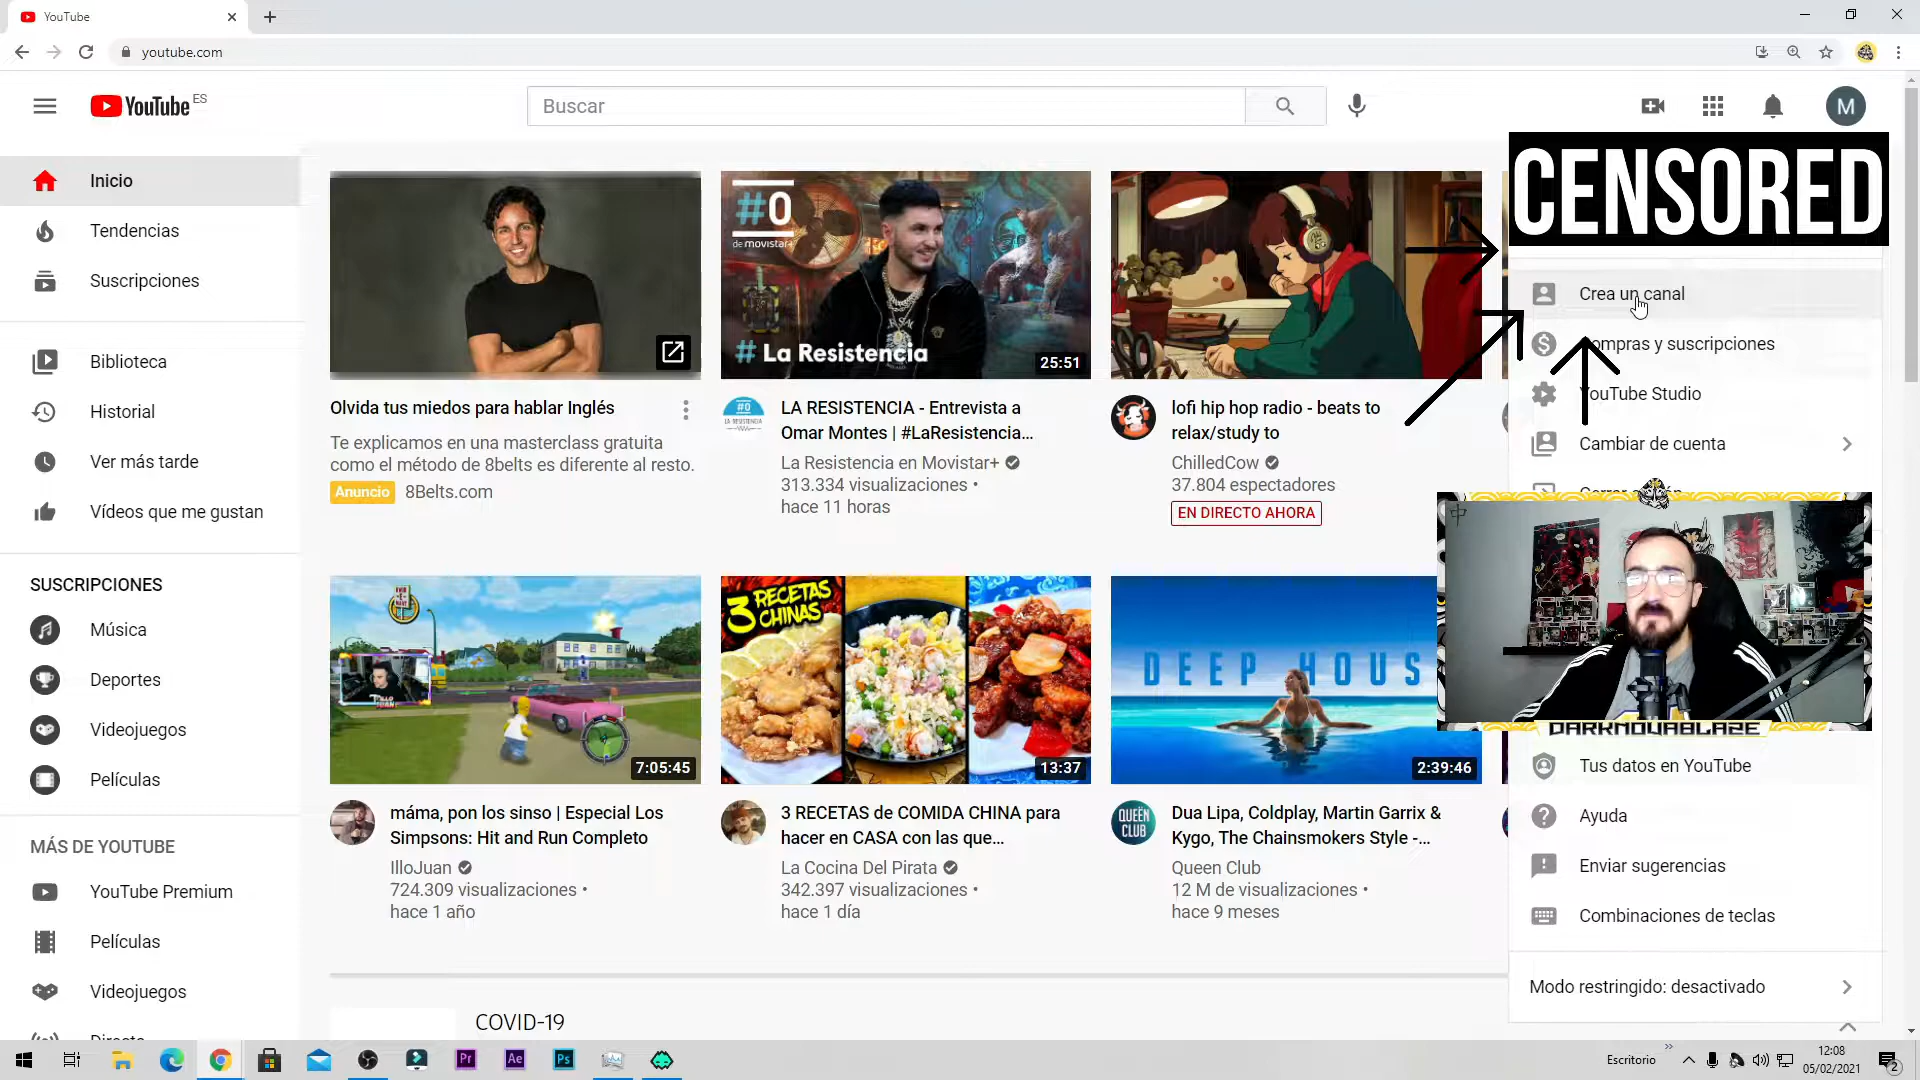 YouTube
youtube.com
YouTube ES
Buscar
M
CENSORED
Inicio
Tendencias
Suscripciones
Biblioteca
Historial
Ver más tarde
Vídeos que me gustan
SUSCRIPCIONES
Música
Deportes
Videojuegos
Películas
MÁS DE YOUTUBE
YouTube Premium
Películas
Videojuegos
#0
de movistar+
# La Resistencia
25:51
Olvida tus miedos para hablar Inglés
Te explicamos en una masterclass gratuita
como el método de 8belts es diferente al resto.
Anuncio 8Belts.com
LA RESISTENCIA - Entrevista a
Omar Montes | #LaResistencia...
La Resistencia en Movistar+
313.334 visualizaciones •
hace 11 horas
lofi hip hop radio - beats to
relax/study to
ChilledCow
37.804 espectadores
EN DIRECTO AHORA
7:05:45
máma, pon los sinso | Especial Los
Simpsons: Hit and Run Completo
IlloJuan
724.309 visualizaciones •
hace 1 año
3 RECETAS
CHINAS
13:37
3 RECETAS de COMIDA CHINA para
hacer en CASA con las que...
La Cocina Del Pirata
342.397 visualizaciones •
hace 1 día
DEEP HOUS
2:39:46
QUEËN
CLUB
Dua Lipa, Coldplay, Martin Garrix &
Kygo, The Chainsmokers Style -...
Queen Club
12 M de visualizaciones •
hace 9 meses
COVID-19
Crea un canal
Compras y suscripciones
YouTube Studio
Cambiar de cuenta
DARKNOVABLAZE
Tus datos en YouTube
Ayuda
Enviar sugerencias
Combinaciones de teclas
Modo restringido: desactivado
Pr
Ae
Ps
Escritorio
12:08
05/02/2021
2